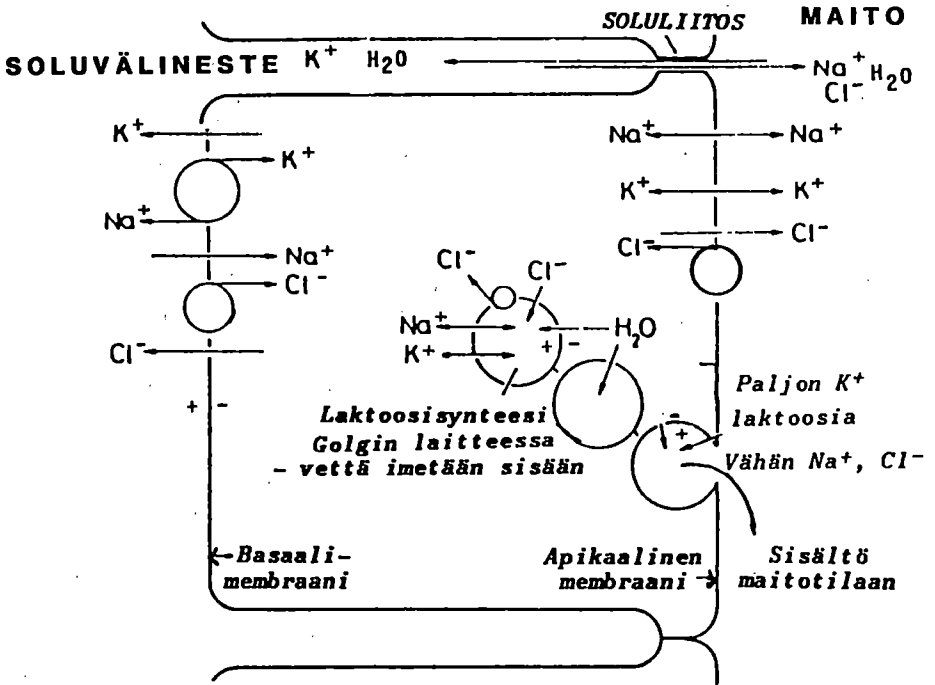 SOLULIITOS
MAITO
SOLUVÄLINESTE K⁺ H₂O
Na⁺ H₂O
Cl⁻
K⁺
K⁺
Na⁺
Na⁺
Cl⁻
Cl⁻
+ -
Na⁺ Na⁺
K⁺ K⁺
Cl⁻
Cl⁻
Cl⁻ Cl⁻
Na⁺
K⁺
H₂O
+ -
Laktoosisynteesi
Golgin laitteessa
- vettä imetään sisään
-
+
Paljon K⁺
laktoosia
Vähän Na⁺, Cl⁻
Basaali-
membraani
Apikaalinen
membraani
Sisältö
maitotilaan